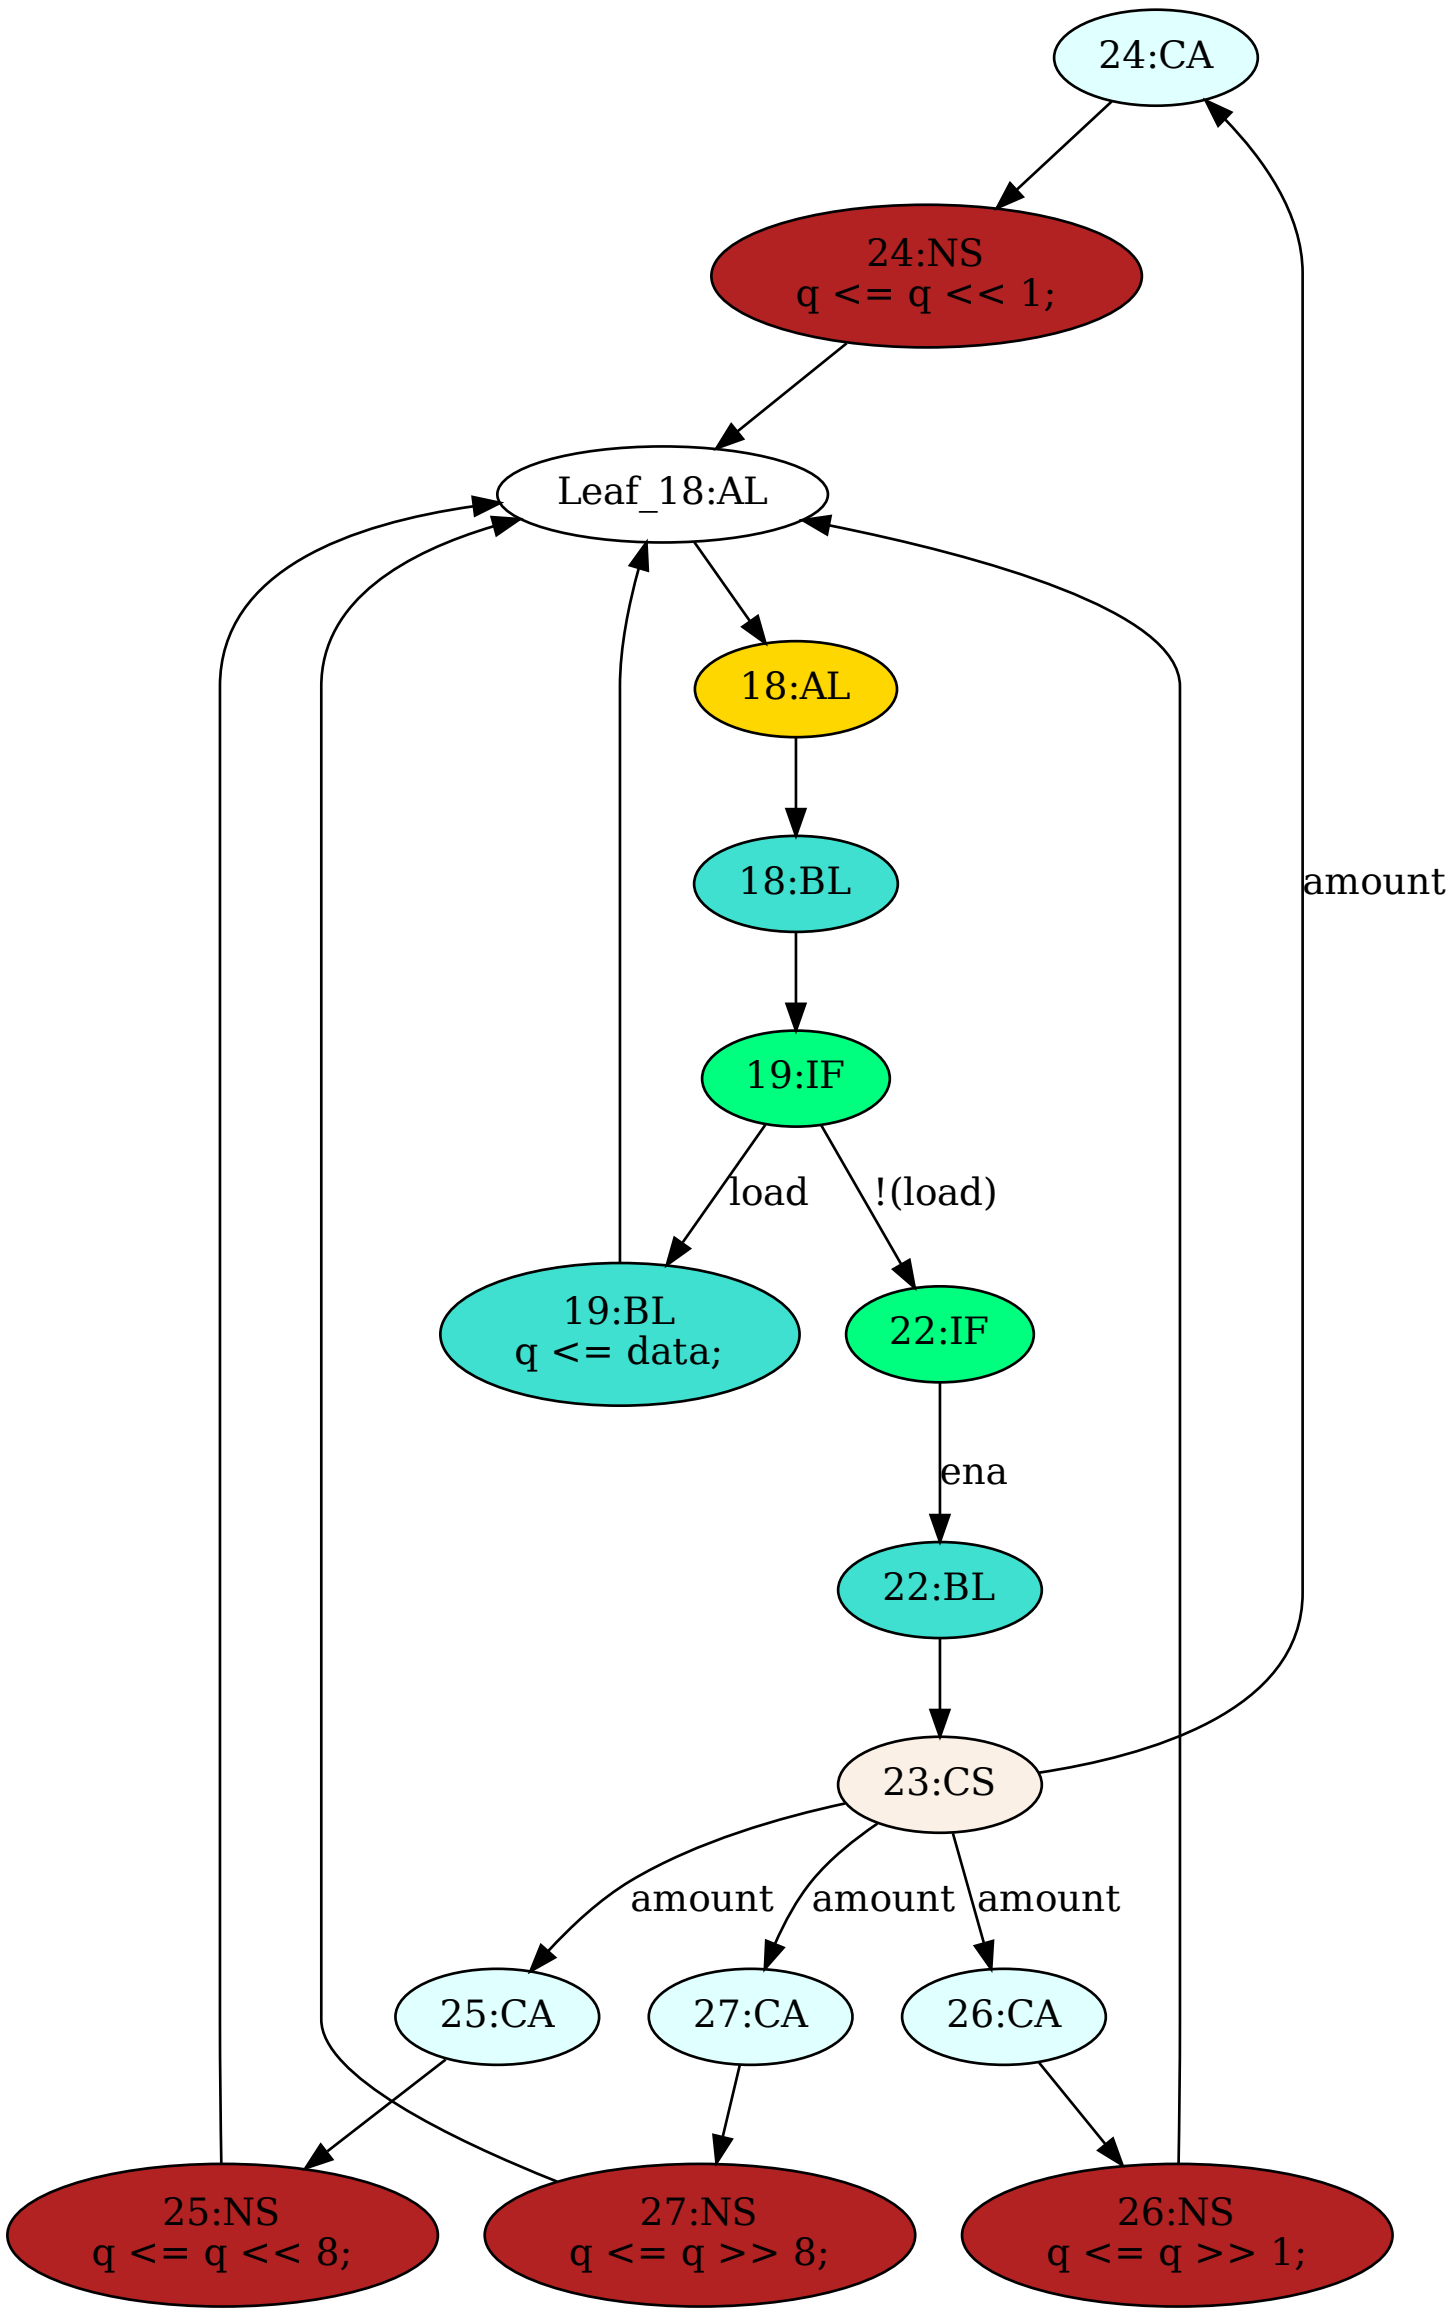 24:CA
24:NS
q <= q << 1;
Leaf_18:AL
18:AL
18:BL
amount
19:IF
load
!(load)
19:BL
q <= data;
22:IF
ena
22:BL
23:CS
amount
amount
amount
25:CA
27:CA
26:CA
25:NS
q <= q << 8;
27:NS
q <= q >> 8;
26:NS
q <= q >> 1;